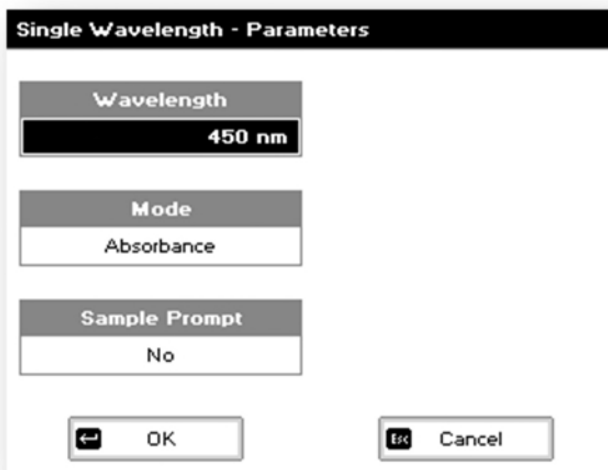 Single Wavelength - Parameters
Wavelength
450 nm
Mode
Absorbance
Sample Prompt
No
OK
Esc Cancel